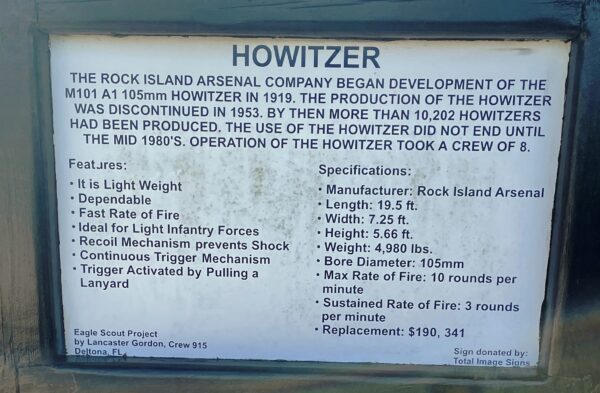 HOWITZER
THE ROCK ISLAND ARSENAL COMPANY BEGAN DEVELOPMENT OF THE
M101 A1 105mm HOWITZER IN 1919. THE PRODUCTION OF THE HOWITZER
WAS DISCONTINUED IN 1953. BY THEN MORE THAN 10,202 HOWITZERS
HAD BEEN PRODUCED. THE USE OF THE HOWITZER DID NOT END UNTIL
THE MID 1980'S. OPERATION OF THE HOWITZER TOOK A CREW OF 8.
Features:
• It is Light Weight
• Dependable
• Fast Rate of Fire
• Ideal for Light Infantry Forces
• Recoil Mechanism prevents Shock
• Continuous Trigger Mechanism
• Trigger Activated by Pulling a
Lanyard
Specifications:
• Manufacturer: Rock Island Arsenal
• Length: 19.5 ft.
• Width: 7.25 ft.
• Height: 5.66 ft.
• Weight: 4,980 lbs.
• Bore Diameter: 105mm
• Max Rate of Fire: 10 rounds per
minute
• Sustained Rate of Fire: 3 rounds
per minute
• Replacement: $190, 341
Eagle Scout Project
by Lancaster Gordon, Crew 915
Deltona, FL
Sign donated by:
Total Image Signs